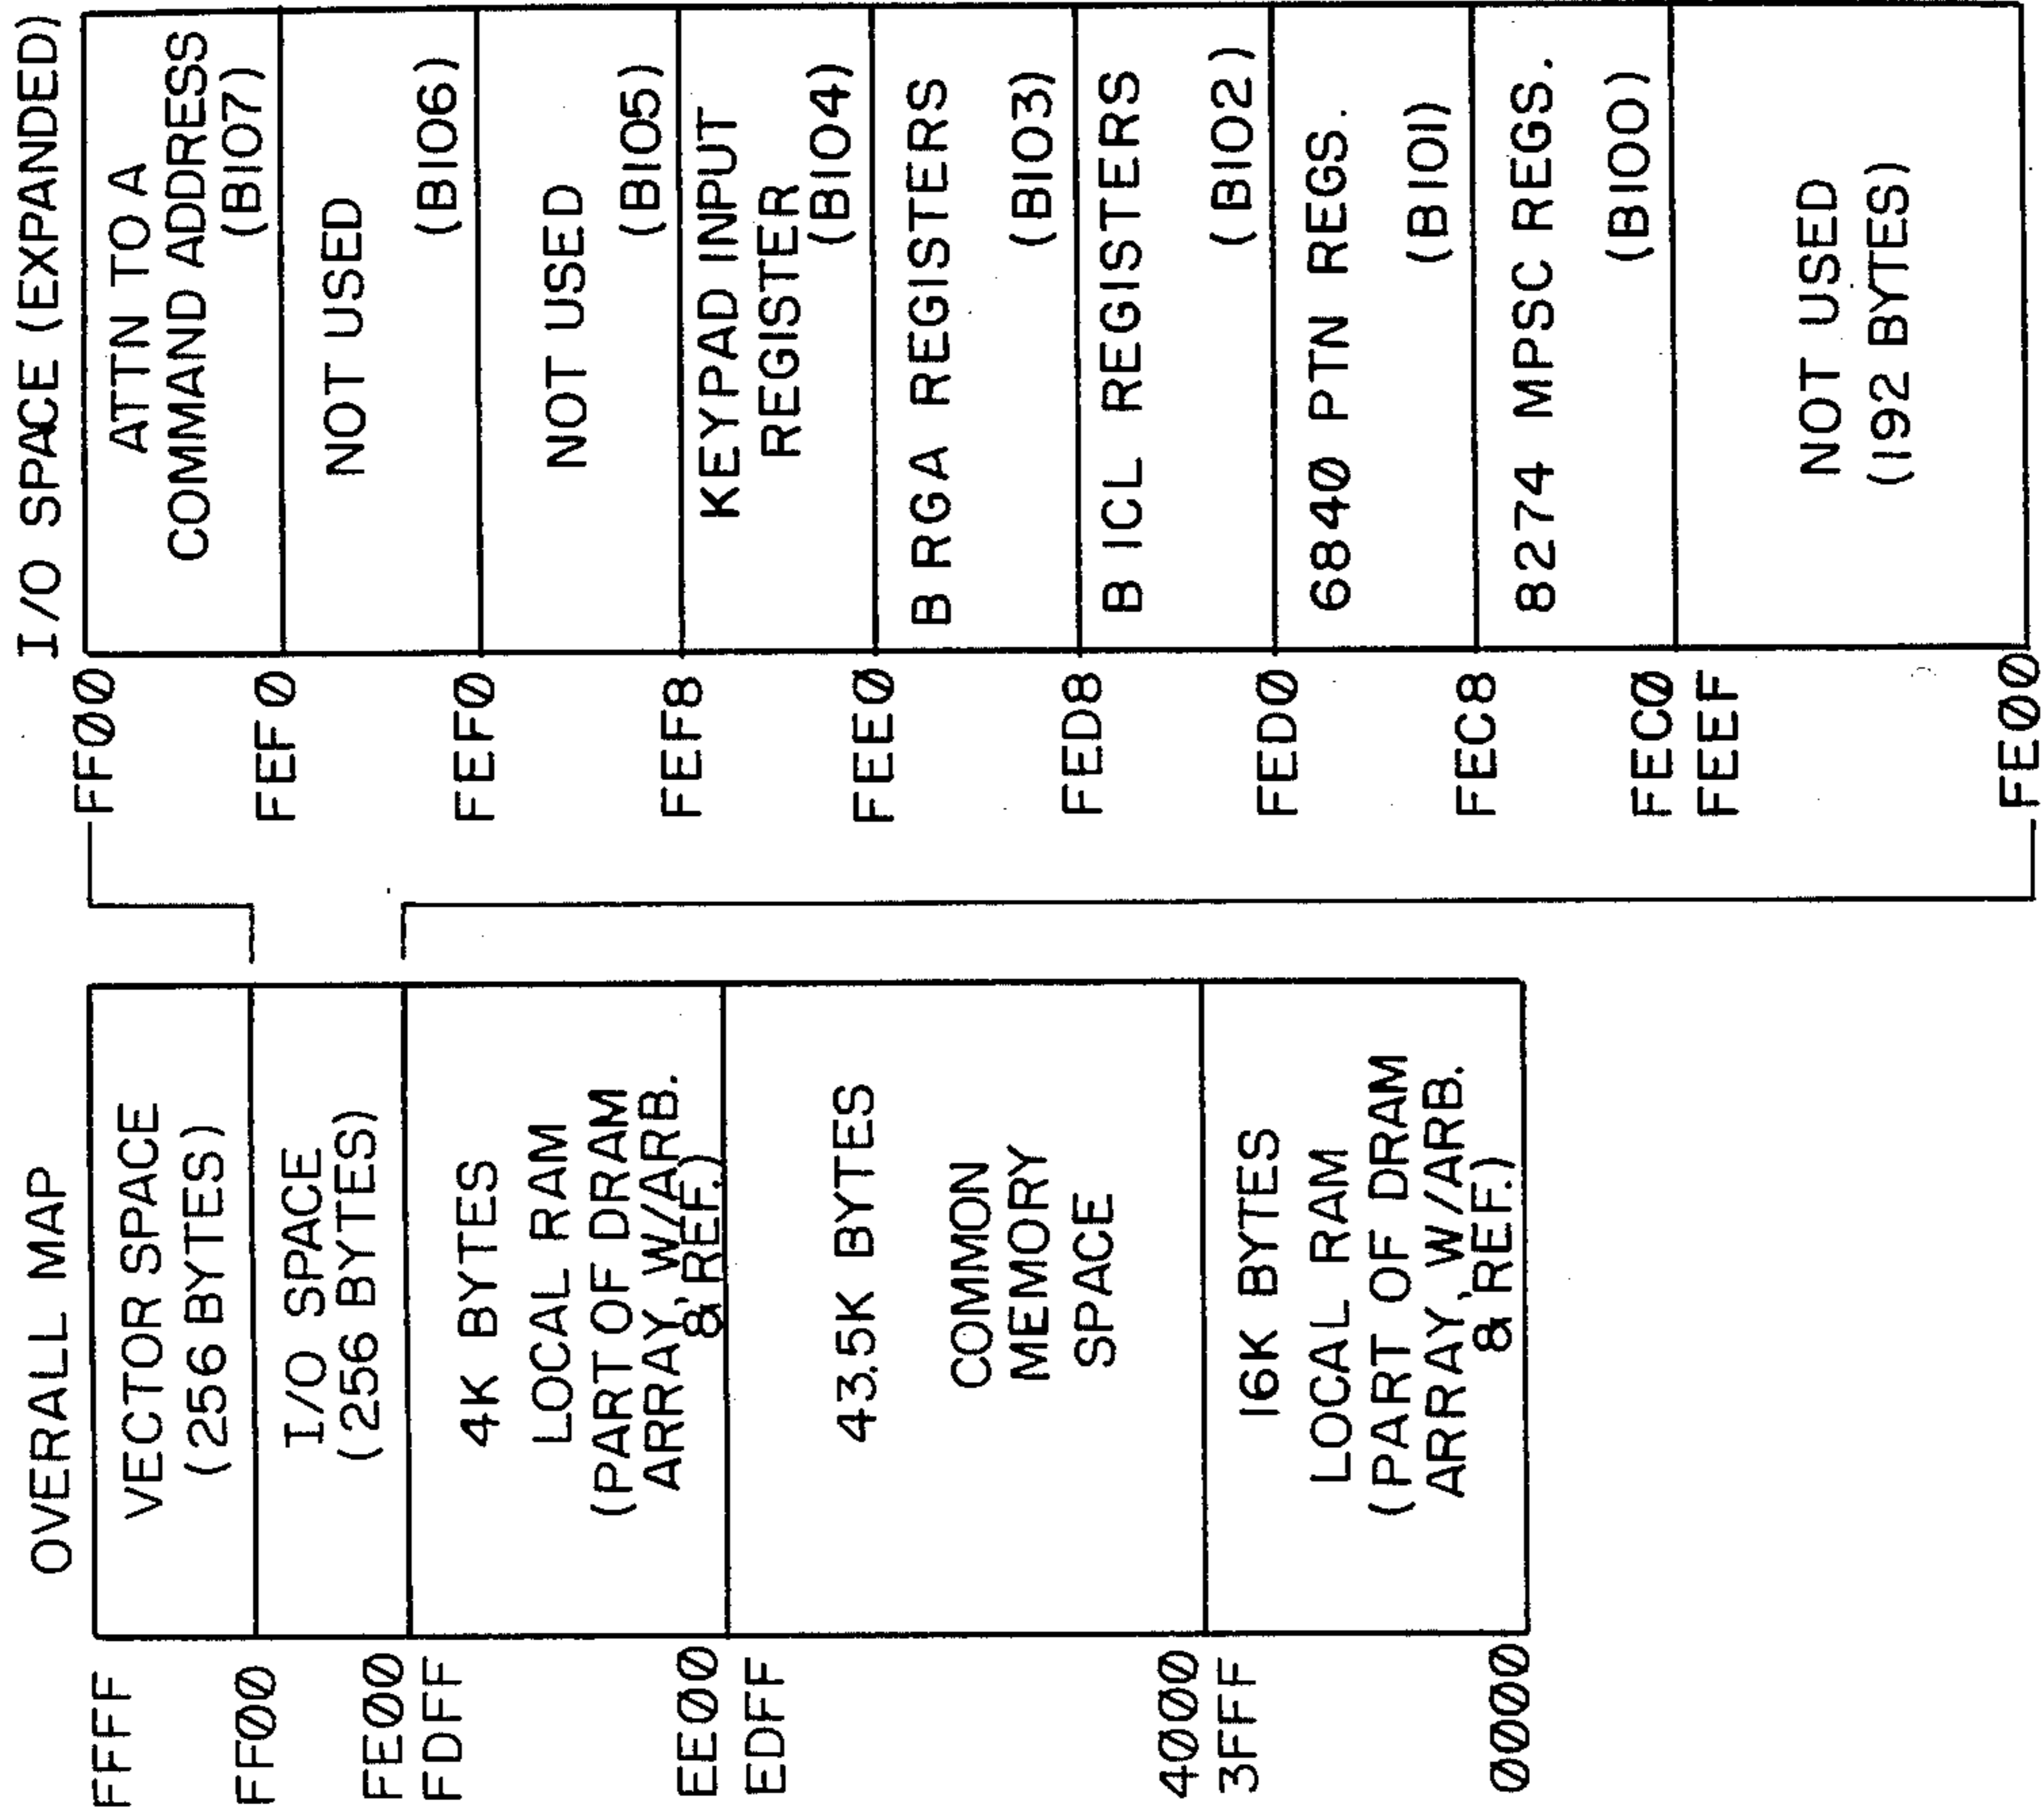 OVERALL MAP
FFFF
VECTOR SPACE
(256 BYTES)
FF00
I/O SPACE
(256 BYTES)
FE00
FDFF
4K BYTES
LOCAL RAM
(PART OF DRAM
ARRAY, W/ARB.
& REF.)
EE00
EDFF
43.5K BYTES
COMMON
MEMORY
SPACE
4000
3FFF
16K BYTES
LOCAL RAM
(PART OF DRAM
ARRAY, W/ARB.
& REF.)
0000
I/O SPACE (EXPANDED)
FF00
ATTN TO A
COMMAND ADDRESS
(BIO7)
FEF0
NOT USED
(BIO6)
FEF0
NOT USED
(BIO5)
FEF8
KEYPAD INPUT
REGISTER
(BIO4)
FEE0
B RGA REGISTERS
(BIO3)
FED8
B ICL REGISTERS
(BIO2)
FED0
6840 PTN REGS.
(BIO1)
FEC8
8274 MPSC REGS.
(BIO0)
FEC0
FEEF
NOT USED
(192 BYTES)
FE00